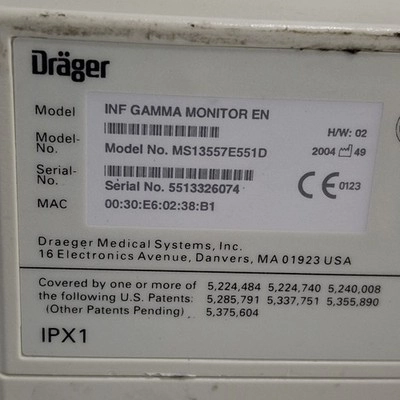 Dräger
Model INF GAMMA MONITOR EN
H/W: 02
Model-No. Model No. MS13557E551D 2004 49
Serial-No. Serial No. 5513326074 CE 0123
MAC 00:30:E6:02:38:B1
Draeger Medical Systems, Inc.
16 Electronics Avenue, Danvers, MA 01923 USA
Covered by one or more of 5,224,484 5,224,740 5,240,008
the following U.S. Patents: 5,285,791 5,337,751 5,355,890
(Other Patents Pending) 5,375,604
IPX1